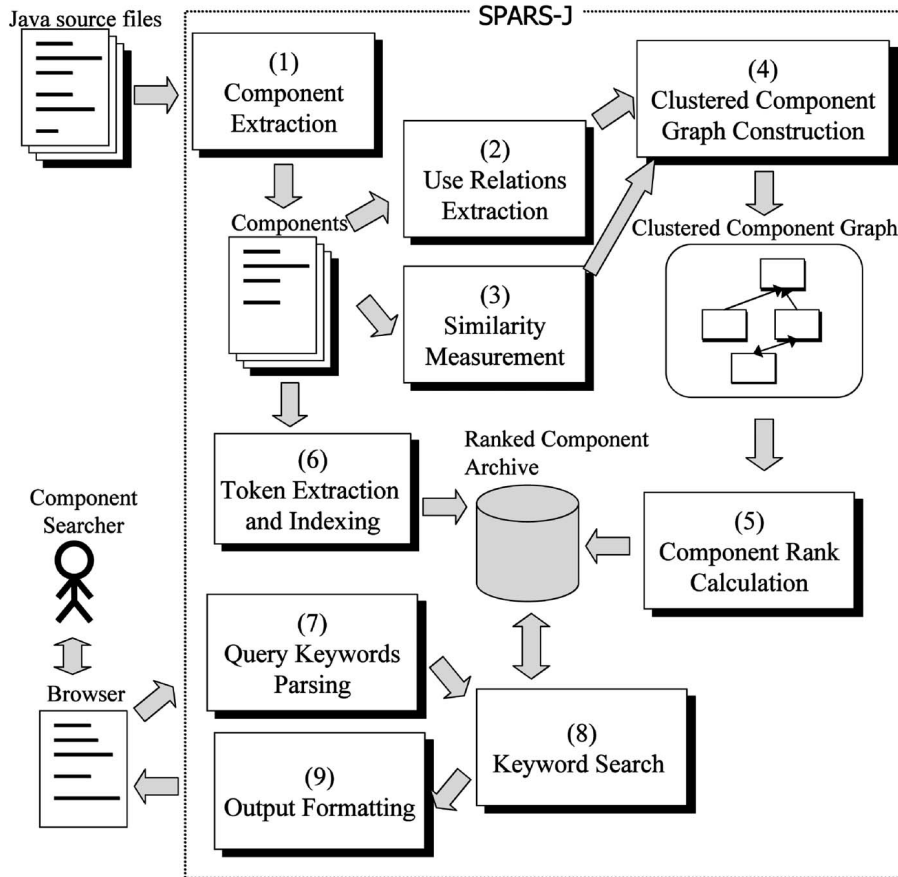 SPARS-J
Java source files
(1)
Component
Extraction
(4)
Clustered Component
Graph Construction
(2)
Use Relations
Extraction
Components
Clustered Component Graph
(3)
Similarity
Measurement
(6)
Token Extraction
and Indexing
Ranked Component
Archive
(5)
Component Rank
Calculation
Component
Searcher
(7)
Query Keywords
Parsing
Browser
(8)
Keyword Search
(9)
Output Formatting